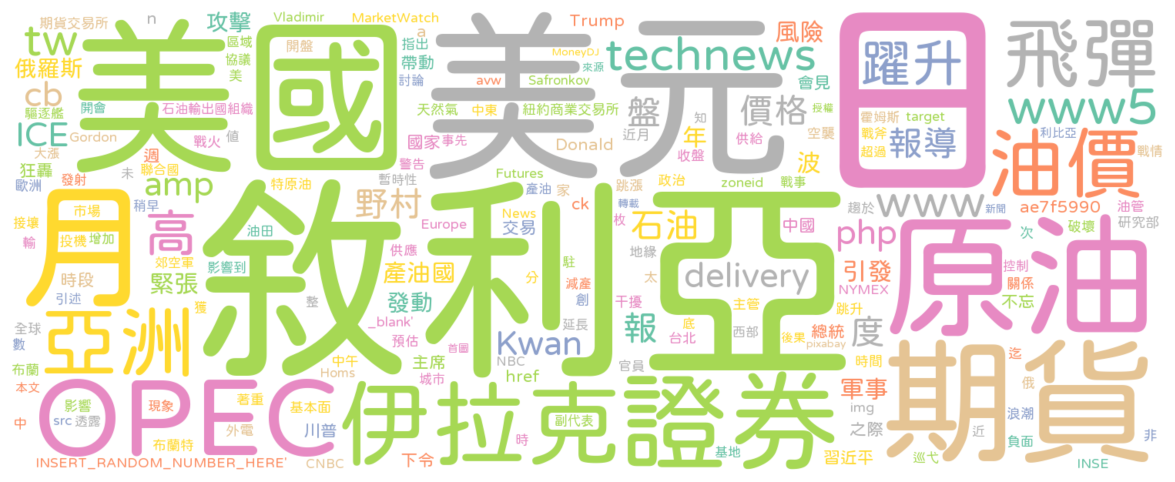 期貨交易所 n 攻擊 Vladimir MarketWatch Trump 躍升 飛彈
tw 美國 開盤 區域 指出 a MoneyDJ 風險 日
俄羅斯 協議 帶動 美元 technews
cb 美 討論 avw Safronkov 來源 會見
驅逐艦 開會 石油輸出國組織 天然氣 中東 紐約商業交易所 盤 價格 知 授權 霍姆斯 target www5
ICE Gordon 戰火 值 國家 事先 Donald 近月 年 供給 空襲 戰斧 報導 利比亞
大漲 未 週 聯合國 警告 收盤 波 超過 油價 戰情
狂轟 歐洲 發射 amp 特原油 暫時性 Futures 產油 家 跳漲 政治 zoneid 戰事 www ae7f5990 油管
接壤 市場 稍早 高 野村 News ck 轉載 石油 中國 趨於 新聞 研究部
輸 月 投機 增加 油田 敘利亞 Europe 交易 枚 地緣 php 原油 次 破壞
郊空軍 影響到 供應 駐 太 delivery 引發 控制
時段 緊張 產油國 分 減產 NYMEX 關係
引述 獲 整 發動 創 干擾 主管 跳升 不忘
全球 亞洲 _blank' 延長 報 底 西部 總統 度
數 預估 Kwan 台北 後果 pixabay
布蘭 中午 主席 首圖 NBC 官員 時間 迄
本文 Homs 城市 href 軍事 俄 期貨
影響 OPEC 現象 著重 基本面 伊拉克 副代表 證券 img 浪潮
中 src 透露 外電 川普 之際 近 負面 非
布蘭特 時 基地
INSERT_RANDOM_NUMBER_HERE' CNBC 下令 習近平 巡弋 INSE